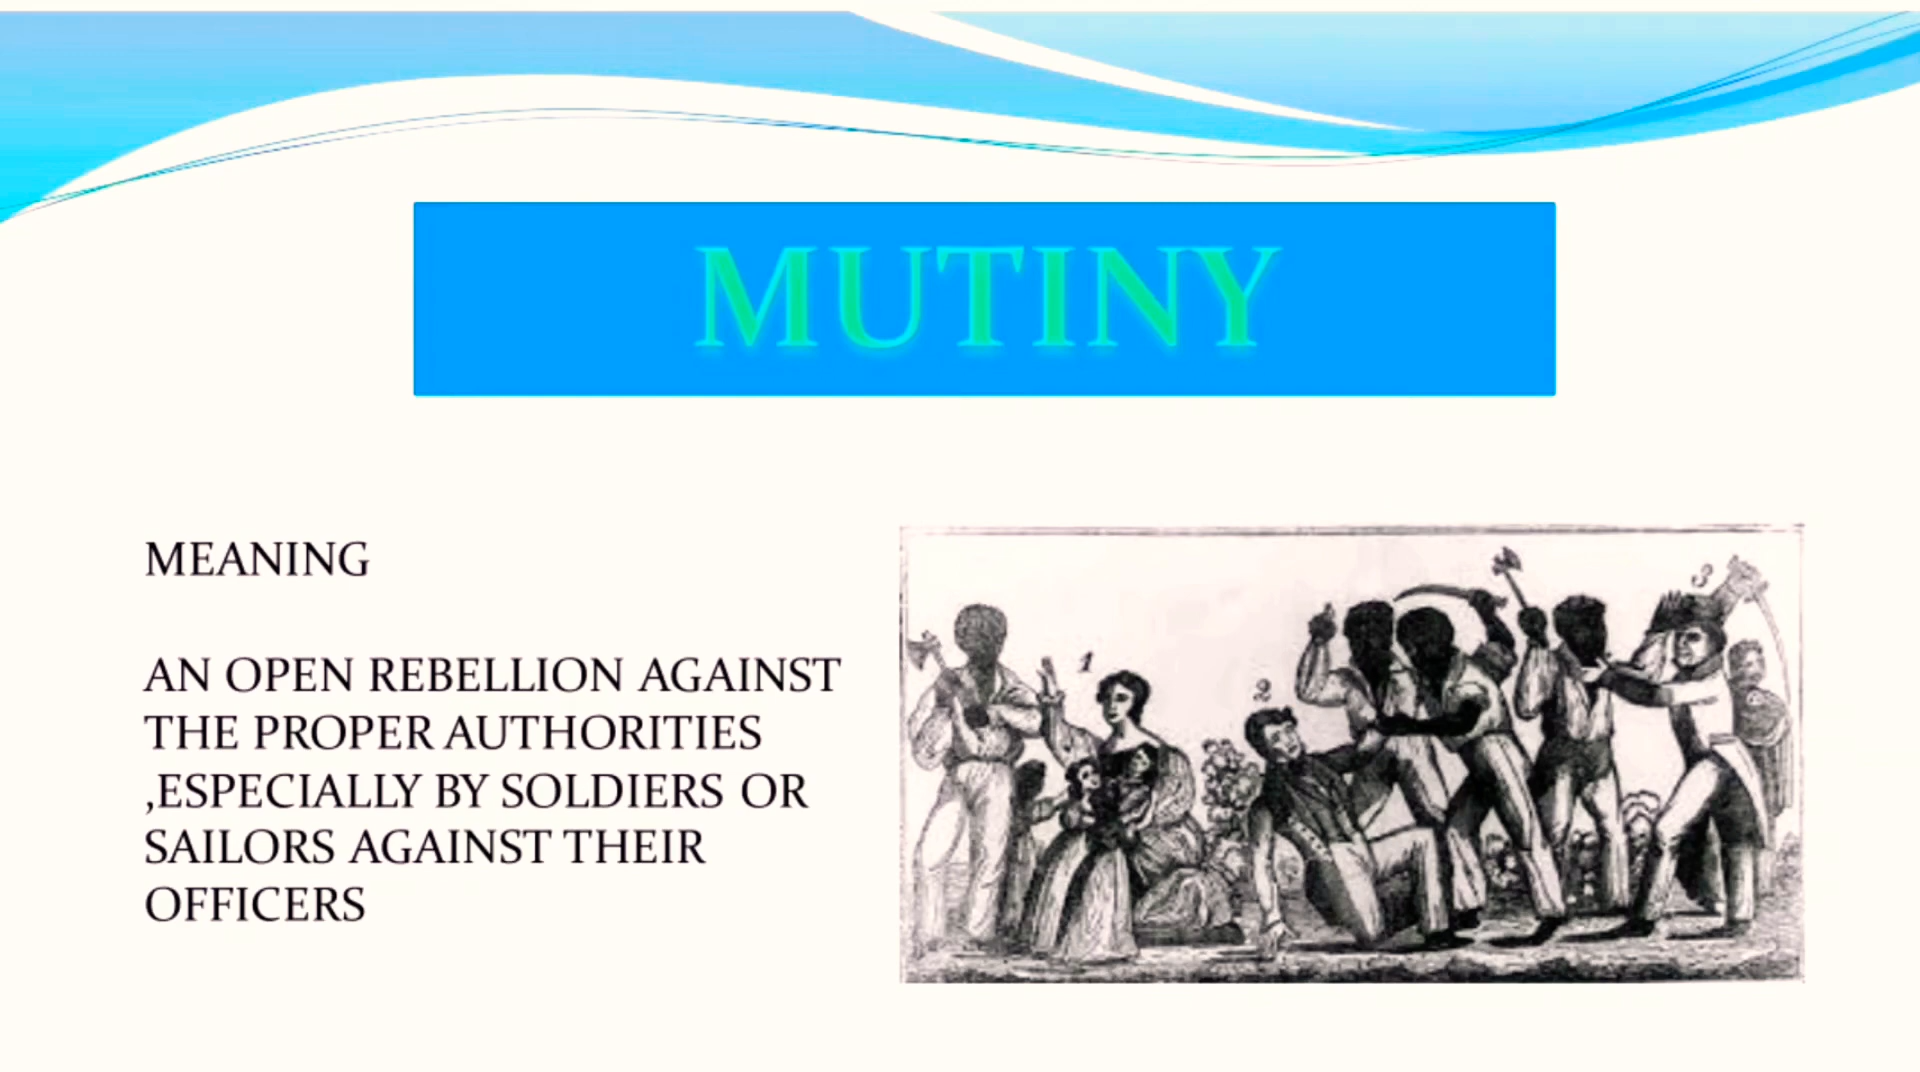 MUTINY
MEANING
AN OPEN REBELLION AGAINST
THE PROPER AUTHORITIES
,ESPECIALLY BY SOLDIERS OR
SAILORS AGAINST THEIR
OFFICERS
1
2
3